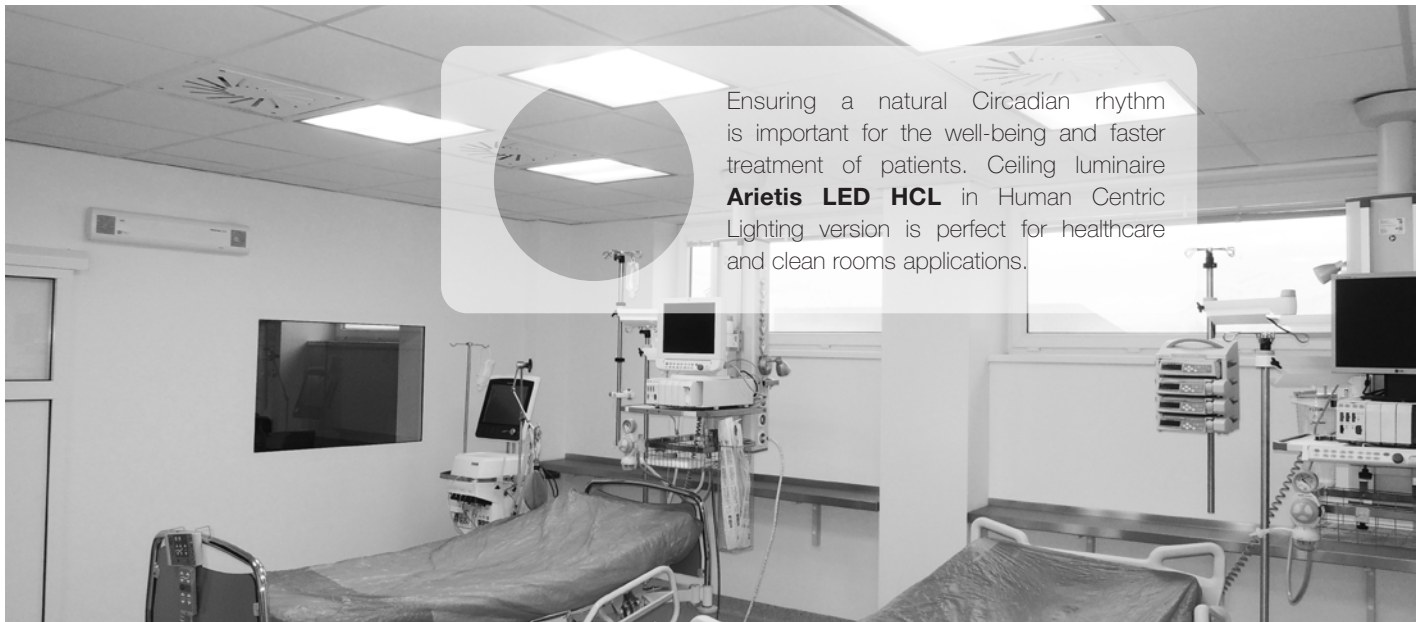 Ensuring a natural Circadian rhythm
is important for the well-being and faster
treatment of patients. Ceiling luminaire
Arietis LED HCL in Human Centric
Lighting version is perfect for healthcare
and clean rooms applications.